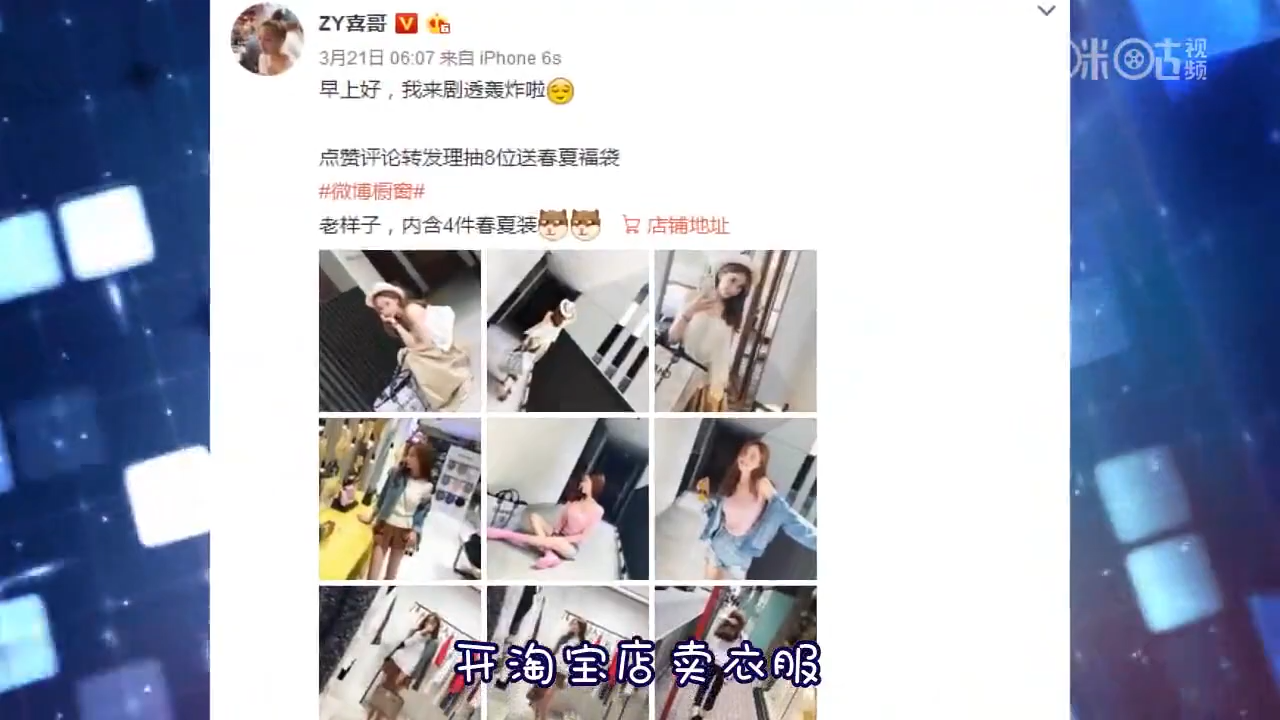 ZY喜哥
3月21日 06:07 来自 iPhone 6s
早上好，我来剧透轰炸啦
点赞评论转发理抽8位送春夏福袋
#微博橱窗#
老样子，内含4件春夏装 店铺地址
咪咕视频
开淘宝店卖衣服